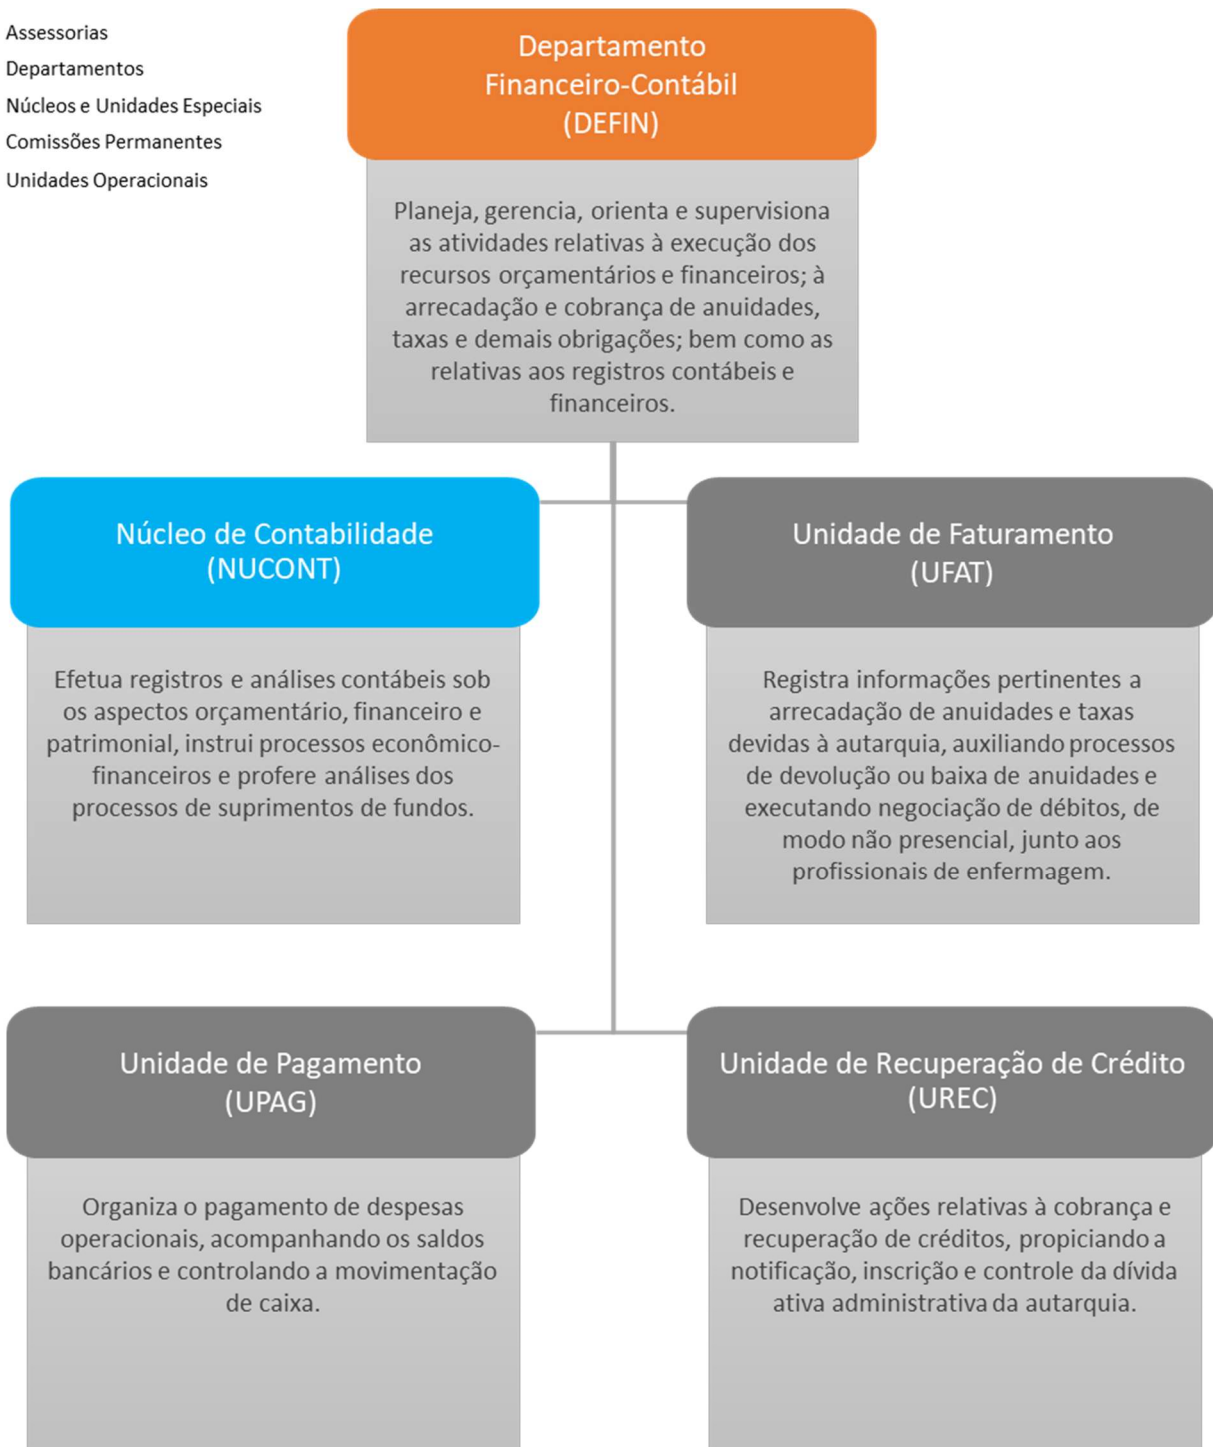 Assessorias
Departamentos
Núcleos e Unidades Especiais
Comissões Permanentes
Unidades Operacionais
Departamento
Financeiro-Contábil
(DEFIN)
Planeja, gerencia, orienta e supervisiona
as atividades relativas à execução dos
recursos orçamentários e financeiros; à
arrecadação e cobrança de anuidades,
taxas e demais obrigações; bem como as
relativas aos registros contábeis e
financeiros.
Núcleo de Contabilidade
(NUCONT)
Efetua registros e análises contábeis sob
os aspectos orçamentário, financeiro e
patrimonial, instrui processos econômico-
financeiros e profere análises dos
processos de suprimentos de fundos.
Unidade de Faturamento
(UFAT)
Registra informações pertinentes a
arrecadação de anuidades e taxas
devidas à autarquia, auxiliando processos
de devolução ou baixa de anuidades e
executando negociação de débitos, de
modo não presencial, junto aos
profissionais de enfermagem.
Unidade de Pagamento
(UPAG)
Organiza o pagamento de despesas
operacionais, acompanhando os saldos
bancários e controlando a movimentação
de caixa.
Unidade de Recuperação de Crédito
(UREC)
Desenvolve ações relativas à cobrança e
recuperação de créditos, propiciando a
notificação, inscrição e controle da dívida
ativa administrativa da autarquia.